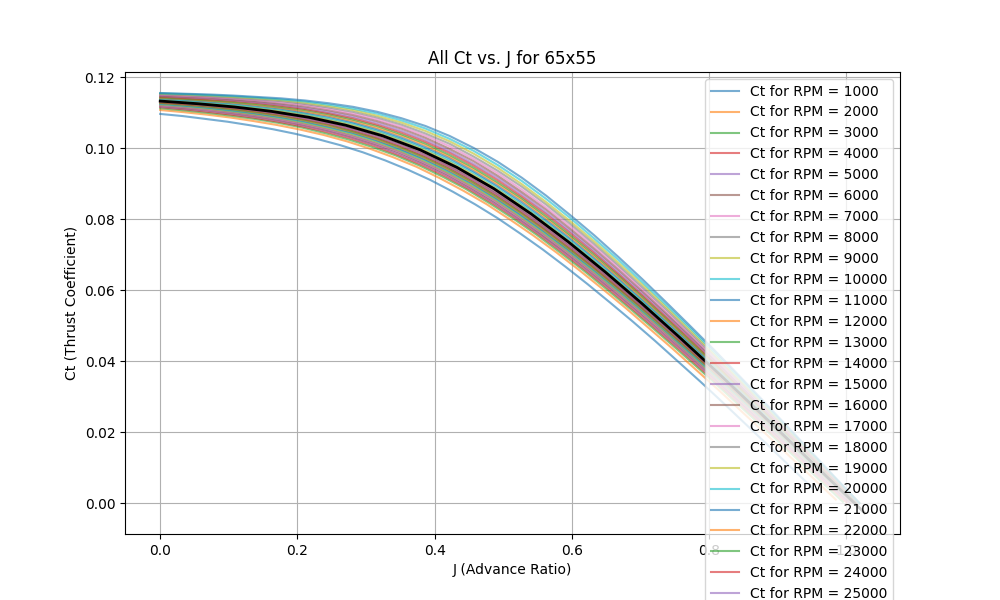 All Ct vs. J for 65x55
Ct (Thrust Coefficient)
0.12
0.10
0.08
0.06
0.04
0.02
0.00
0.0
0.2
0.4
0.6
0.8
J (Advance Ratio)
Ct for RPM = 1000
Ct for RPM = 2000
Ct for RPM = 3000
Ct for RPM = 4000
Ct for RPM = 5000
Ct for RPM = 6000
Ct for RPM = 7000
Ct for RPM = 8000
Ct for RPM = 9000
Ct for RPM = 10000
Ct for RPM = 11000
Ct for RPM = 12000
Ct for RPM = 13000
Ct for RPM = 14000
Ct for RPM = 15000
Ct for RPM = 16000
Ct for RPM = 17000
Ct for RPM = 18000
Ct for RPM = 19000
Ct for RPM = 20000
Ct for RPM = 21000
Ct for RPM = 22000
Ct for RPM = 23000
Ct for RPM = 24000
Ct for RPM = 25000